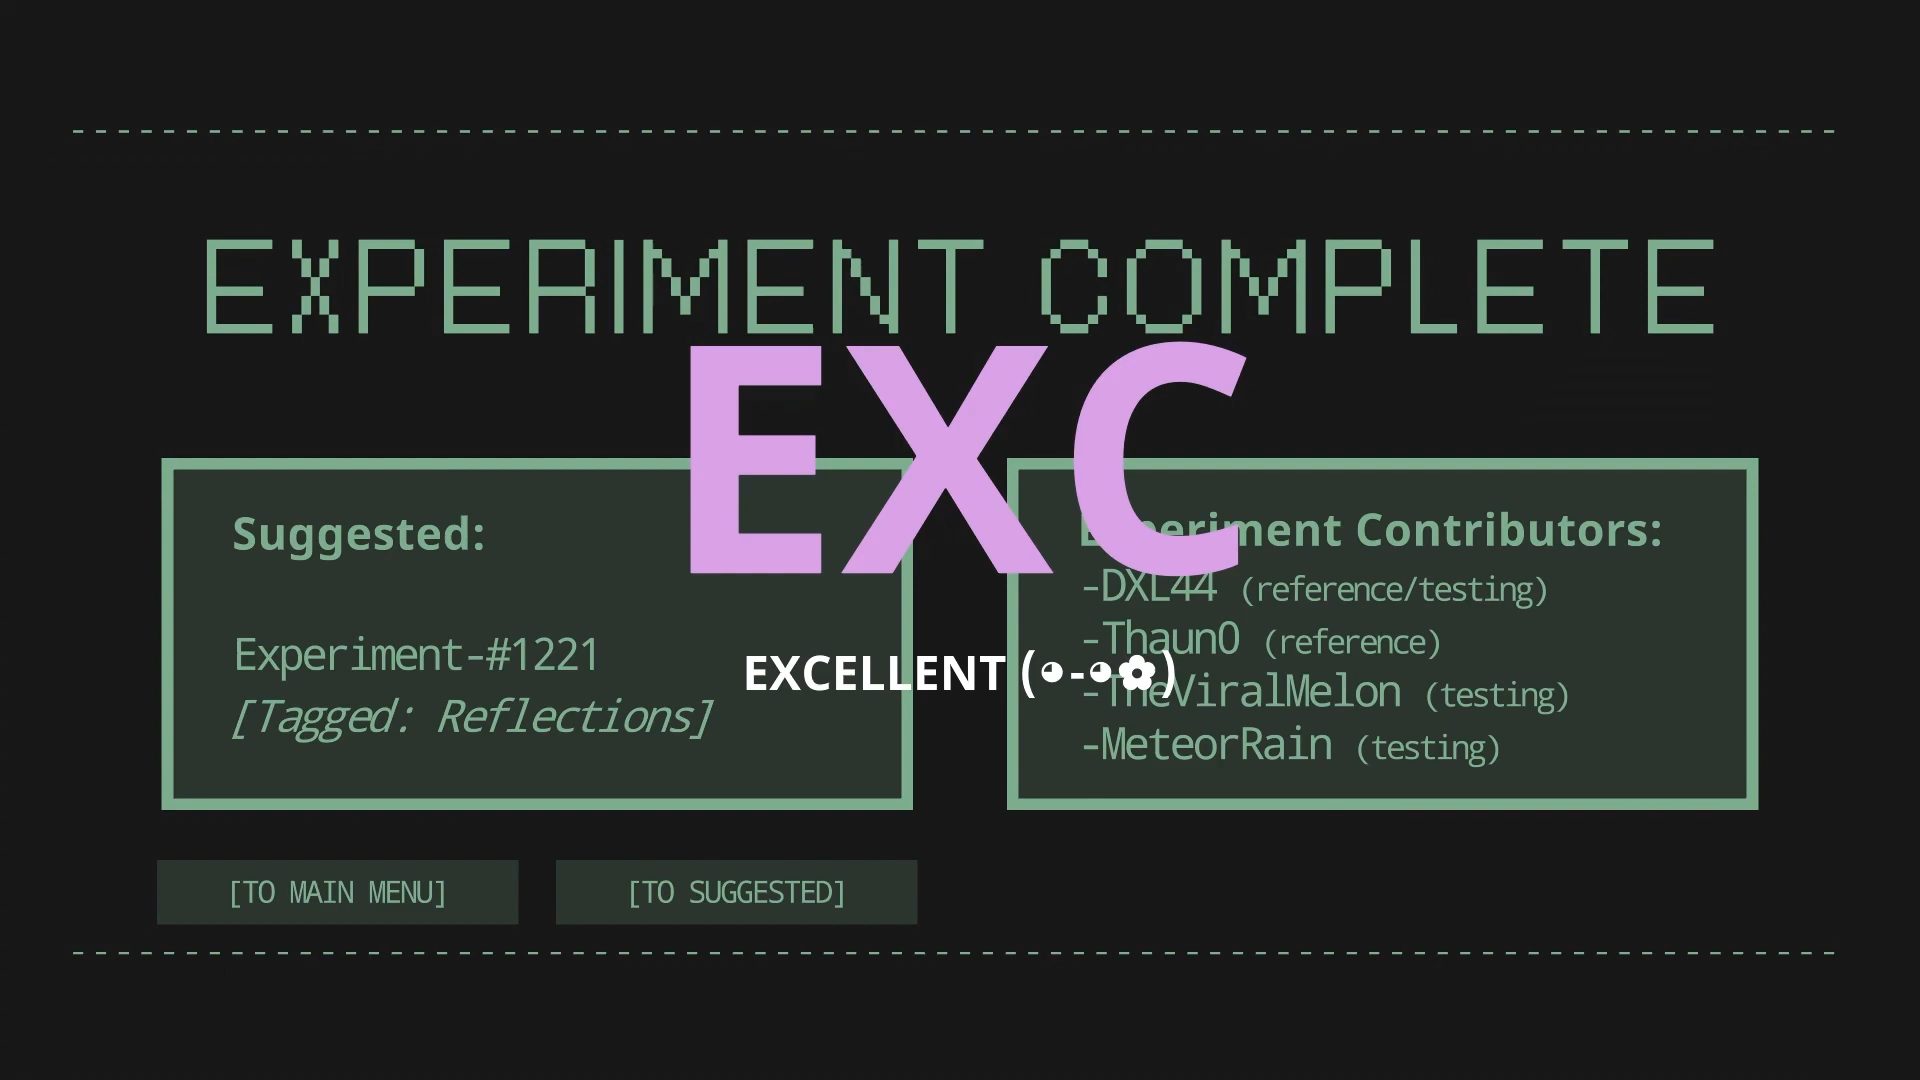 EXPERIMENT COMPLETE
EXC
EXCELLENT (◕-◕✿)
Suggested:
Experiment-#1221
[Tagged: Reflections]
Experiment Contributors:
-DXL44 (reference/testing)
-Thaun0 (reference)
-TheViralMelon (testing)
-MeteorRain (testing)
[TO MAIN MENU]
[TO SUGGESTED]